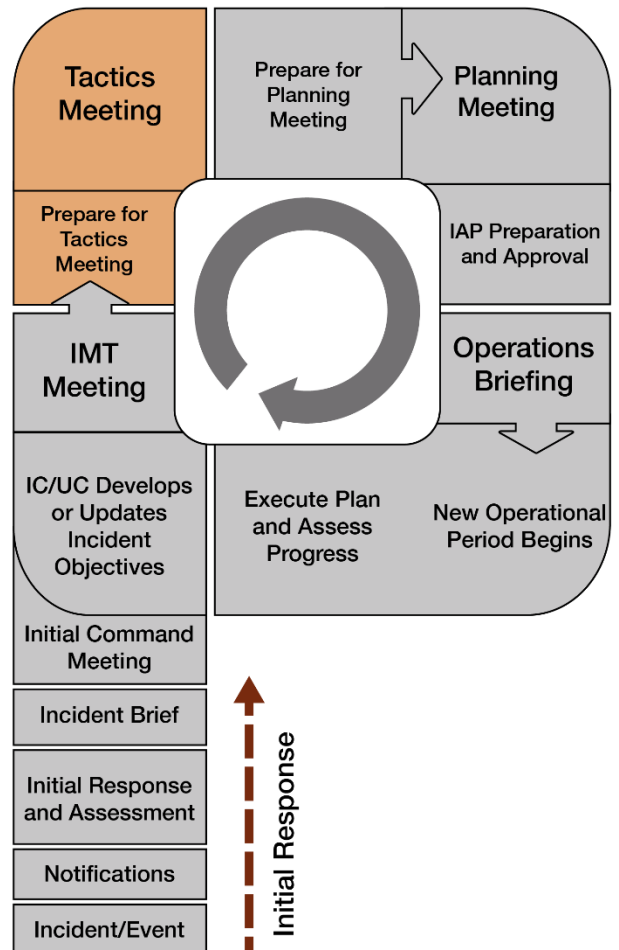 Tactics
Meeting
Prepare for
Planning
Meeting
Planning
Meeting
Prepare for
Tactics
Meeting
IAP Preparation
and Approval
IMT
Meeting
Operations
Briefing
IC/UC Develops
or Updates
Incident
Objectives
Execute Plan
and Assess
Progress
New Operational
Period Begins
Initial Command
Meeting
Incident Brief
Initial Response
and Assessment
Notifications
Incident/Event
Initial Response